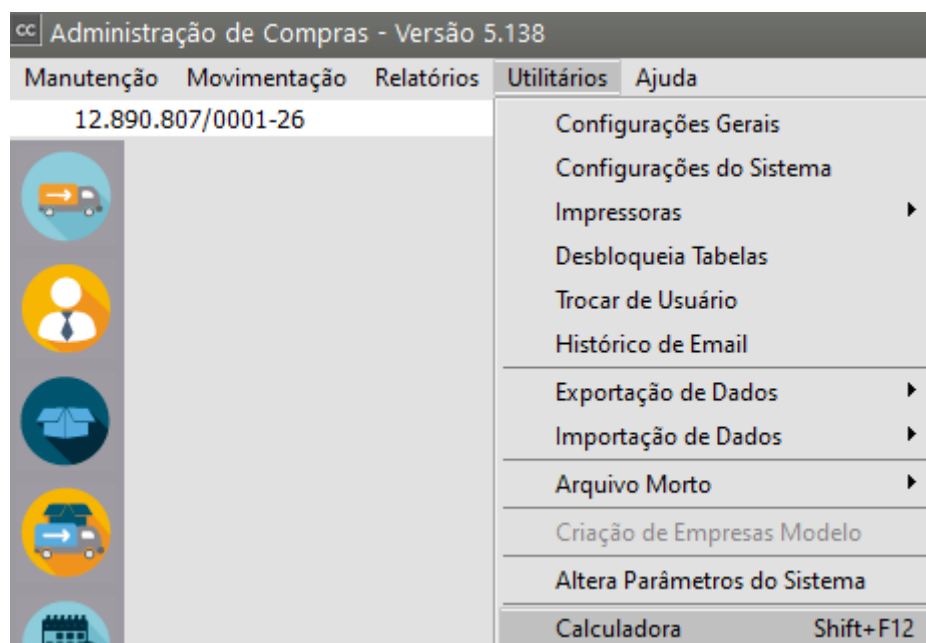 cc Administração de Compras - Versão 5.138
Manutenção Movimentação Relatórios Utilitários Ajuda
12.890.807/0001-26
Configurações Gerais
Configurações do Sistema
Impressoras
Desbloqueia Tabelas
Trocar de Usuário
Histórico de Email
Exportação de Dados
Importação de Dados
Arquivo Morto
Criação de Empresas Modelo
Altera Parâmetros do Sistema
Calculadora Shift+F12